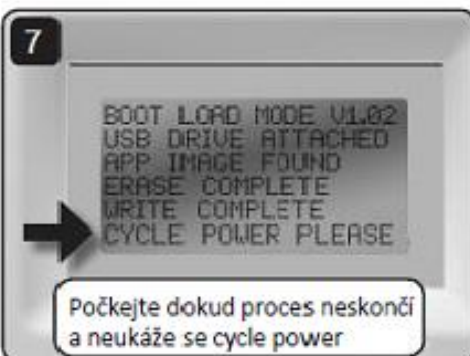 7
BOOT LOAD MODE V1.02
USB DRIVE ATTACHED
APP IMAGE FOUND
ERASE COMPLETE
WRITE COMPLETE
CYCLE POWER PLEASE
Počkejte dokud proces neskončí
a neukáže se cycle power